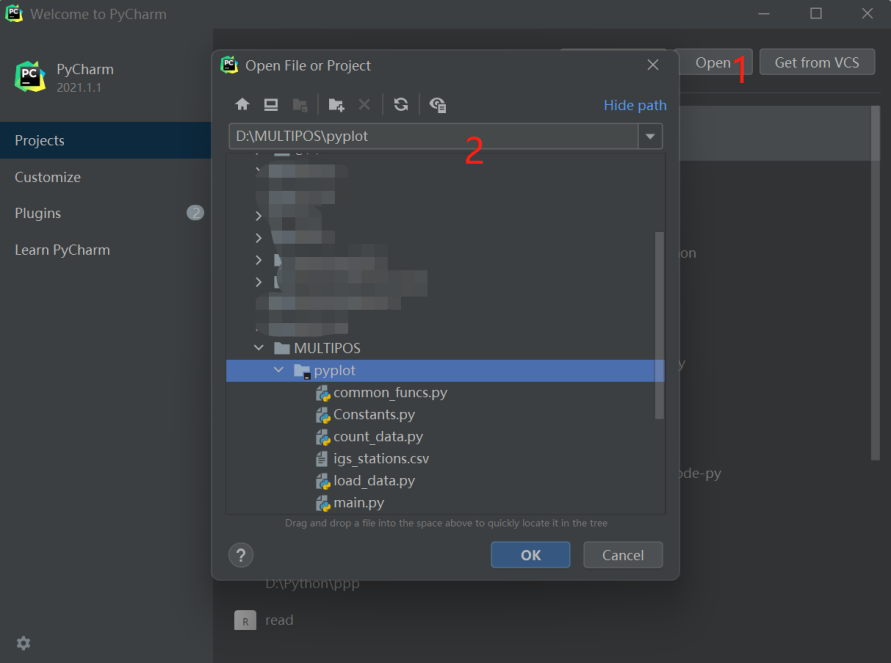 Welcome to PyCharm
PyCharm
2021.1.1
Open
1
Get from VCS
Projects
Customize
Plugins
2
Learn PyCharm
Open File or Project
Hide path
D:\MULTIPOS\pyplot
2
MULTIPOS
pyplot
common_funcs.py
Constants.py
count_data.py
igs_stations.csv
load_data.py
main.py
Drag and drop a file into the space above to quickly locate it in the tree
?
OK
Cancel
on
y
ode-py
D:\Python\ppp
R
read